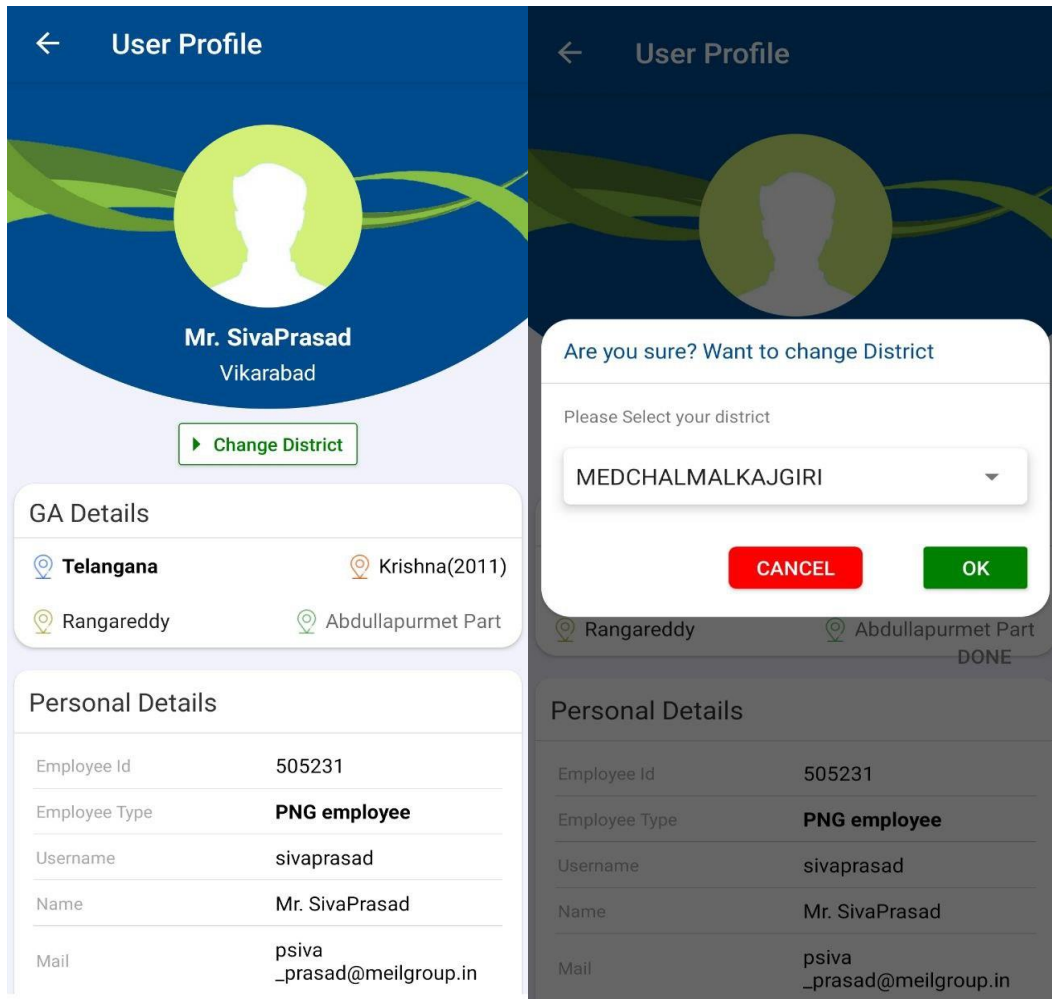 User Profile
Mr. SivaPrasad
Vikarabad
Change District
GA Details
Telangana
Krishna(2011)
Rangareddy
Abdullapurmet Part
Personal Details
Employee Id 505231
Employee Type PNG employee
Username sivaprasad
Name Mr. SivaPrasad
Mail psiva
_prasad@meilgroup.in
User Profile
Are you sure? Want to change District
Please Select your district
MEDCHALMALKAJGIRI
CANCEL OK
Rangareddy
Abdullapurmet Part
DONE
Personal Details
Employee Id 505231
Employee Type PNG employee
Username sivaprasad
Name Mr. SivaPrasad
Mail psiva
_prasad@meilgroup.in